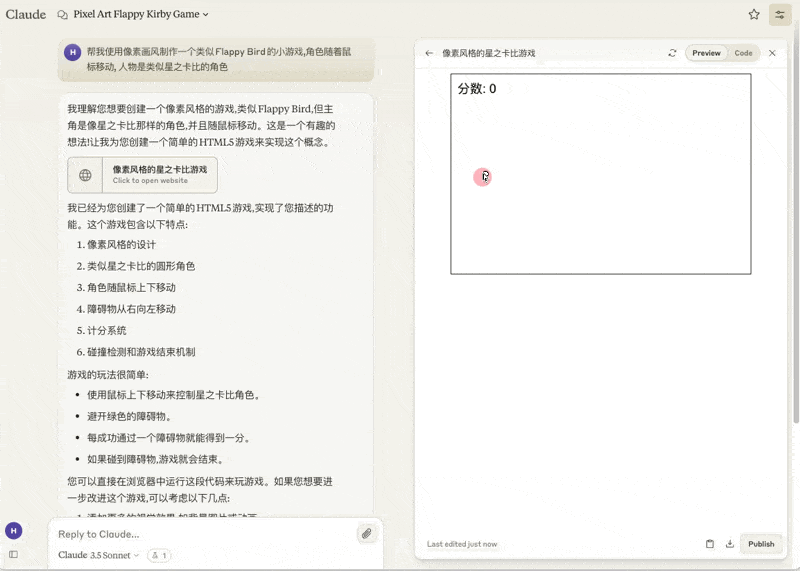 Claude
Pixel Art Flappy Kirby Game
H
帮我使用像素画风制作一个类似Flappy Bird的小游戏,角色随着鼠
标移动, 人物是类似星之卡比的角色
我理解您想要创建一个像素风格的游戏,类似Flappy Bird,但主
角是像星之卡比那样的角色,并且随鼠标移动。这是一个有趣的
想法!让我为您创建一个简单的HTML5游戏来实现这个概念。
像素风格的星之卡比游戏
Click to open website
我已经为您创建了一个简单的HTML5游戏,实现了您描述的功
能。这个游戏包含以下特点:
1. 像素风格的设计
2. 类似星之卡比的圆形角色
3. 角色随鼠标上下移动
4. 障碍物从右向左移动
5. 计分系统
6. 碰撞检测和游戏结束机制
游戏的玩法很简单:
• 使用鼠标上下移动来控制星之卡比角色。
• 避开绿色的障碍物。
• 每成功通过一个障碍物就能得到一分。
• 如果碰到障碍物,游戏就会结束。
您可以直接在浏览器中运行这段代码来玩游戏。如果您想要进
一步改进这个游戏,可以考虑以下几点:
H
Reply to Claude...
Claude 3.5 Sonnet
1
像素风格的星之卡比游戏
Preview
Code
分数: 0
Last edited just now
Publish